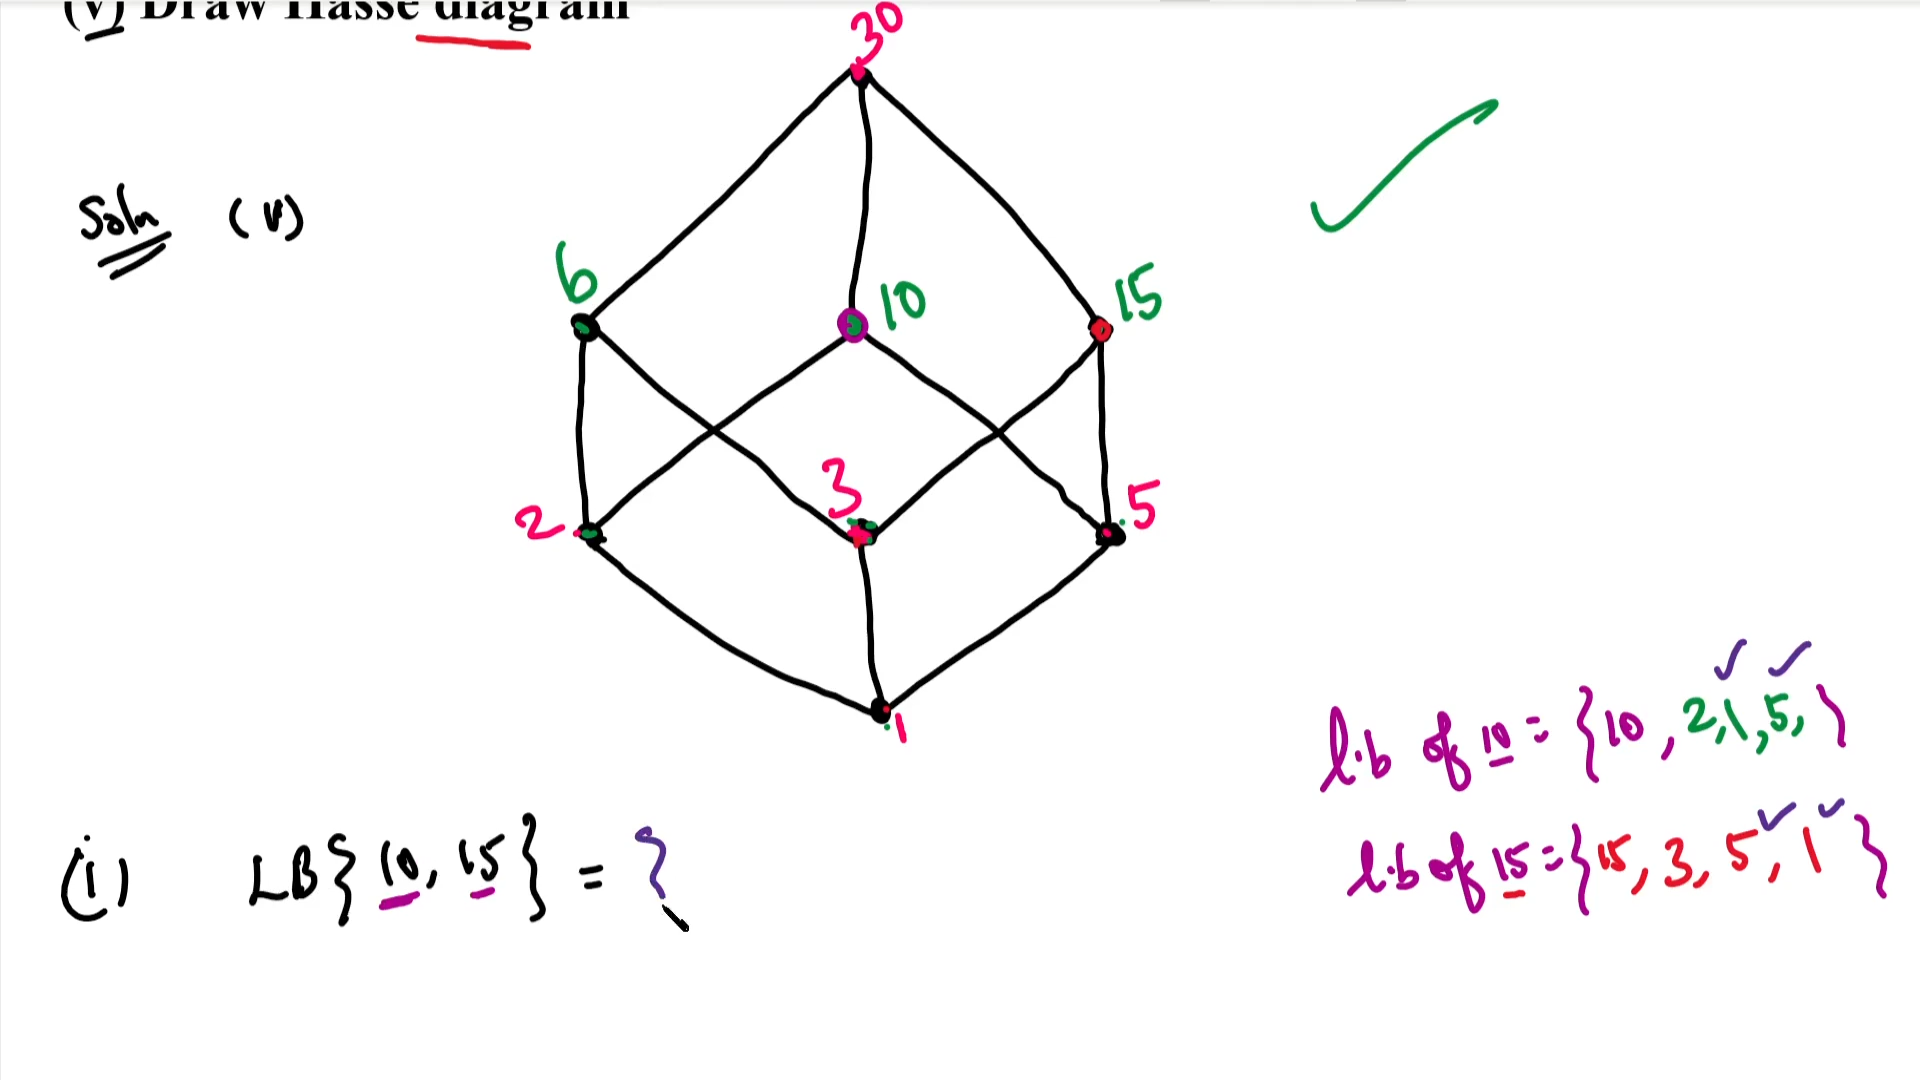 (v) Draw Hasse diagram
30
Soln (v)
6 10 15
2 3 5
1
l.b of 10 = {10, 2, 1, 5, }
(i) LB{10, 15} =
l.b of 15 = {15, 3, 5, 1 }